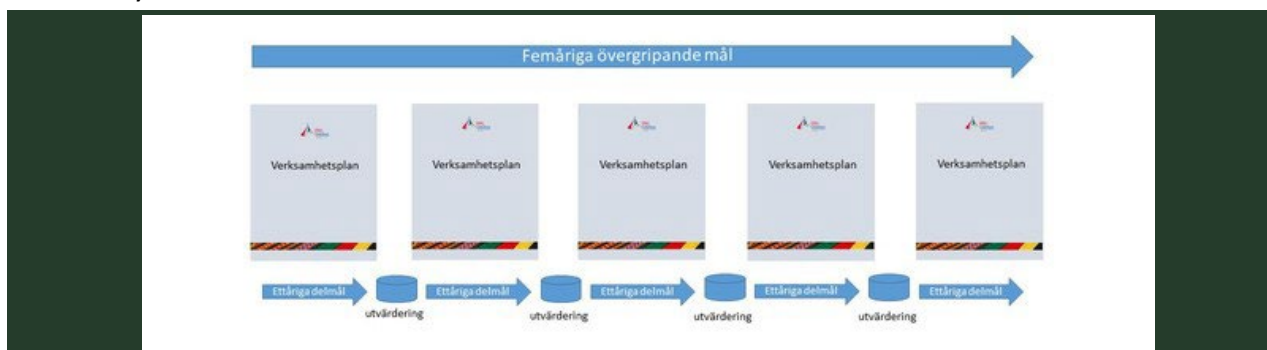 Femåriga övergripande mål
Verksamhetsplan
Verksamhetsplan
Verksamhetsplan
Verksamhetsplan
Verksamhetsplan
Ettåriga delmål
Ettåriga delmål
Ettåriga delmål
Ettåriga delmål
Ettåriga delmål
utvärdering
utvärdering
utvärdering
utvärdering